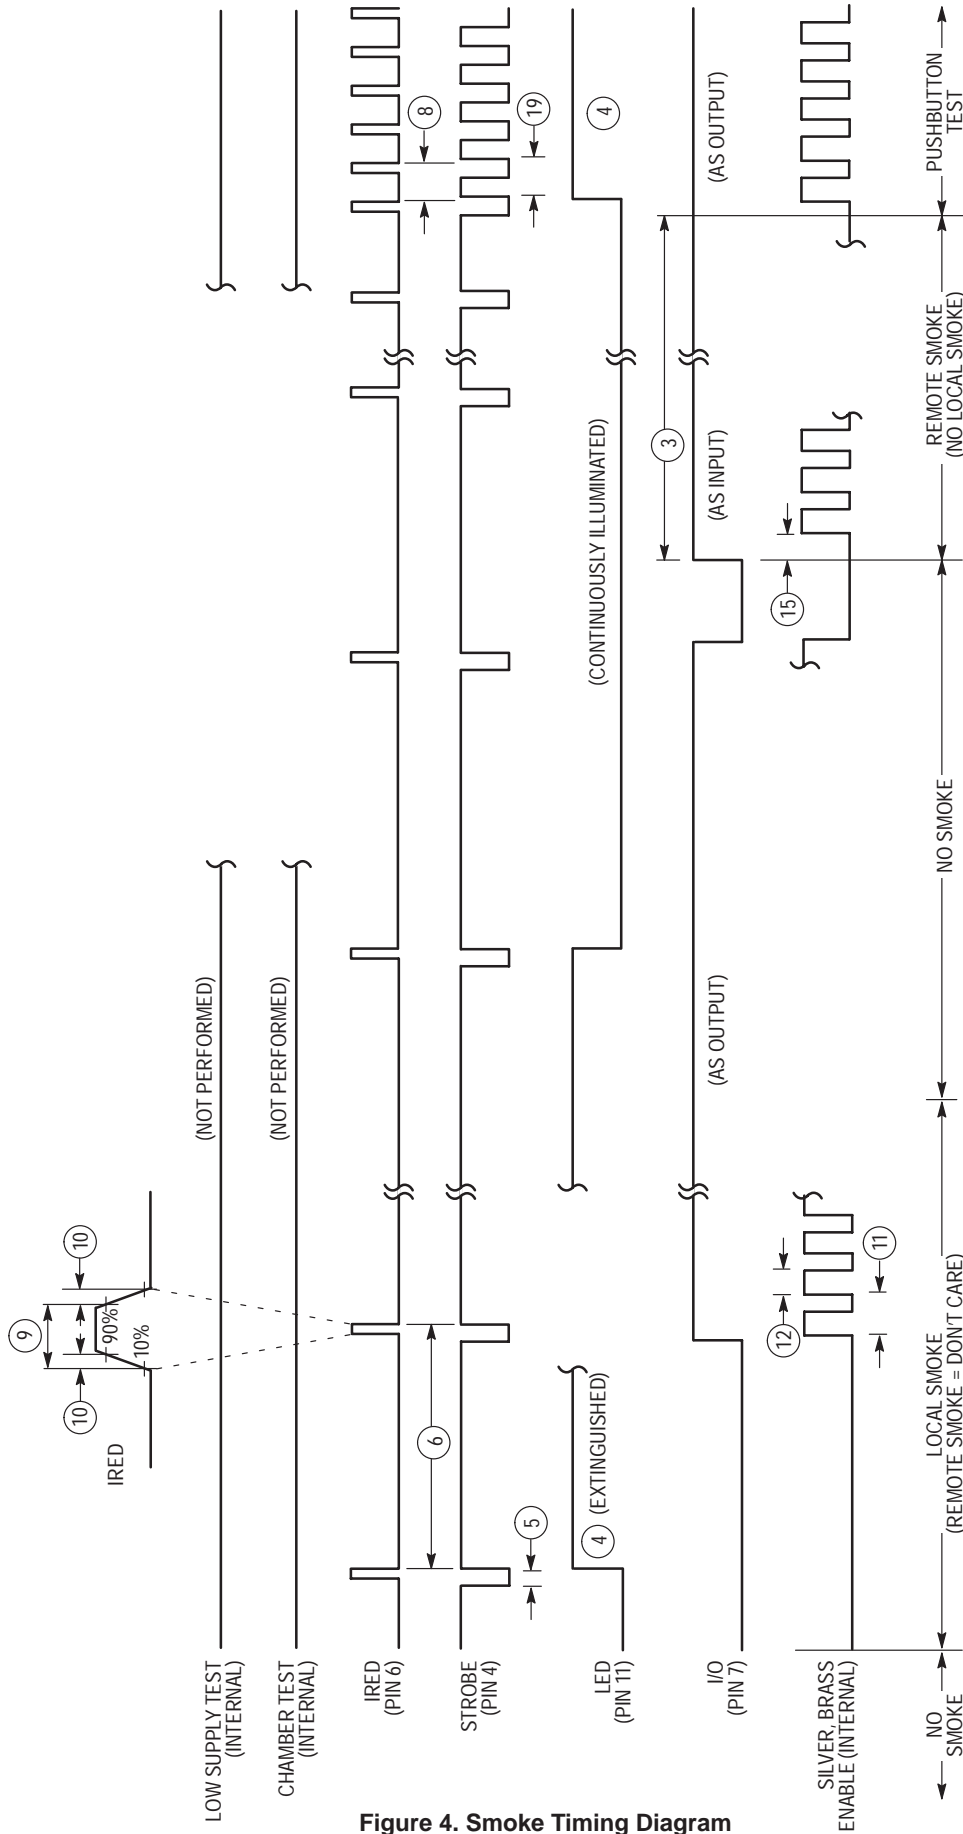 IRED
10
9
10
90%
10%
LOW SUPPLY TEST
(INTERNAL)
(NOT PERFORMED)
CHAMBER TEST
(INTERNAL)
(NOT PERFORMED)
IRED
(PIN 6)
6
8
STROBE
(PIN 4)
5
19
LED
(PIN 11)
4
(EXTINGUISHED)
(CONTINUOUSLY ILLUMINATED)
4
3
I/O
(PIN 7)
(AS OUTPUT)
(AS INPUT)
(AS OUTPUT)
12
15
SILVER, BRASS
ENABLE (INTERNAL)
11
NO
SMOKE
LOCAL SMOKE
(REMOTE SMOKE = DON'T CARE)
NO SMOKE
REMOTE SMOKE
(NO LOCAL SMOKE)
PUSHBUTTON
TEST
Figure 4. Smoke Timing Diagram